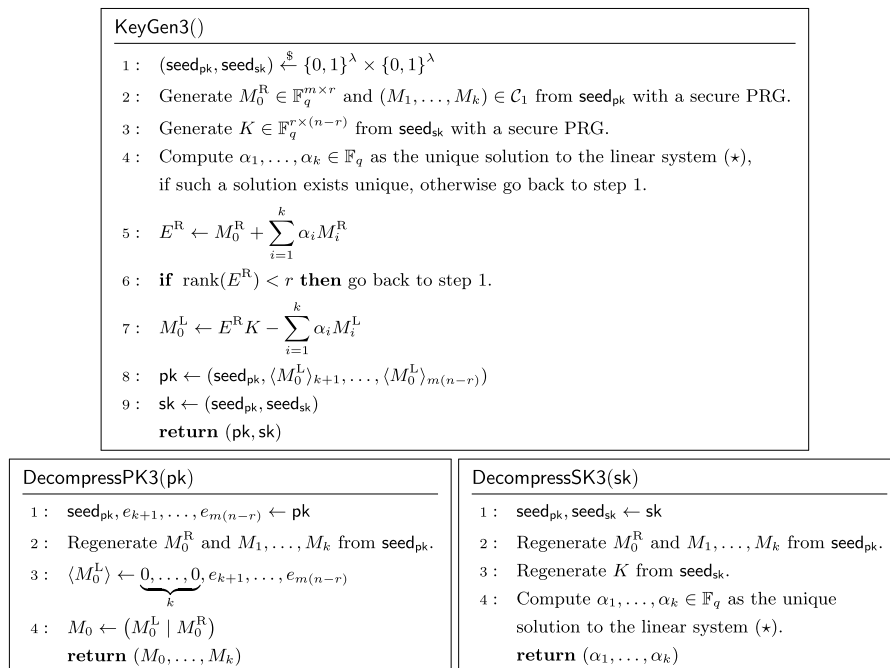 KeyGen3()
1 : (seed_pk, seed_sk) ←$ {0, 1}^λ × {0, 1}^λ
2 : Generate M_0^R ∈ F_q^{m×r} and (M_1, . . . , M_k) ∈ C_1 from seed_pk with a secure PRG.
3 : Generate K ∈ F_q^{r×(n−r)} from seed_sk with a secure PRG.
4 : Compute α_1, . . . , α_k ∈ F_q as the unique solution to the linear system (⋆),
if such a solution exists unique, otherwise go back to step 1.
5 : E^R ← M_0^R + ∑_{i=1}^{k} α_i M_i^R
6 : if rank(E^R) < r then go back to step 1.
7 : M_0^L ← E^R K − ∑_{i=1}^{k} α_i M_i^L
8 : pk ← (seed_pk, ⟨M_0^L⟩_{k+1}, . . . , ⟨M_0^L⟩_{m(n−r)})
9 : sk ← (seed_pk, seed_sk)
return (pk, sk)
DecompressPK3(pk)
1 : seed_pk, e_{k+1}, . . . , e_{m(n−r)} ← pk
2 : Regenerate M_0^R and M_1, . . . , M_k from seed_pk.
3 : ⟨M_0^L⟩ ← 0, . . . , 0, e_{k+1}, . . . , e_{m(n−r)}
k
4 : M_0 ← (M_0^L | M_0^R)
return (M_0, . . . , M_k)
DecompressSK3(sk)
1 : seed_pk, seed_sk ← sk
2 : Regenerate M_0^R and M_1, . . . , M_k from seed_pk.
3 : Regenerate K from seed_sk.
4 : Compute α_1, . . . , α_k ∈ F_q as the unique
solution to the linear system (⋆).
return (α_1, . . . , α_k)